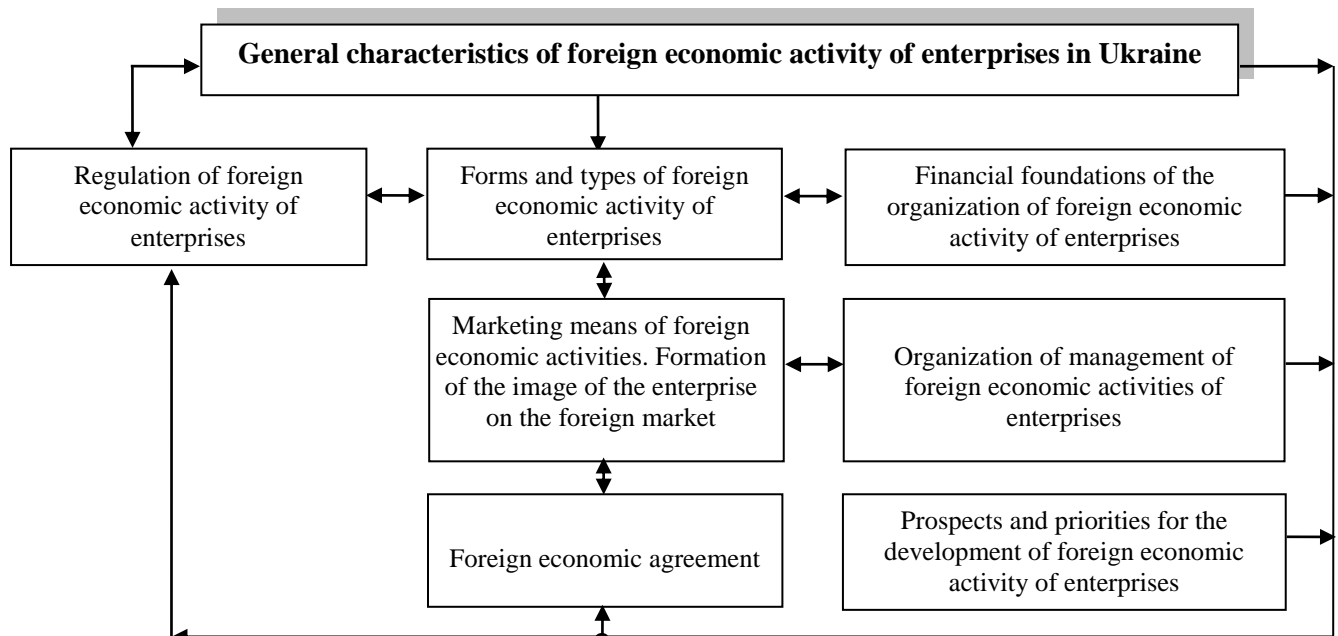 General characteristics of foreign economic activity of enterprises in Ukraine
Regulation of foreign
economic activity of
enterprises
Forms and types of foreign
economic activity of
enterprises
Financial foundations of the
organization of foreign economic
activity of enterprises
Marketing means of foreign
economic activities. Formation
of the image of the enterprise
on the foreign market
Organization of management of
foreign economic activities of
enterprises
Foreign economic agreement
Prospects and priorities for the
development of foreign economic
activity of enterprises